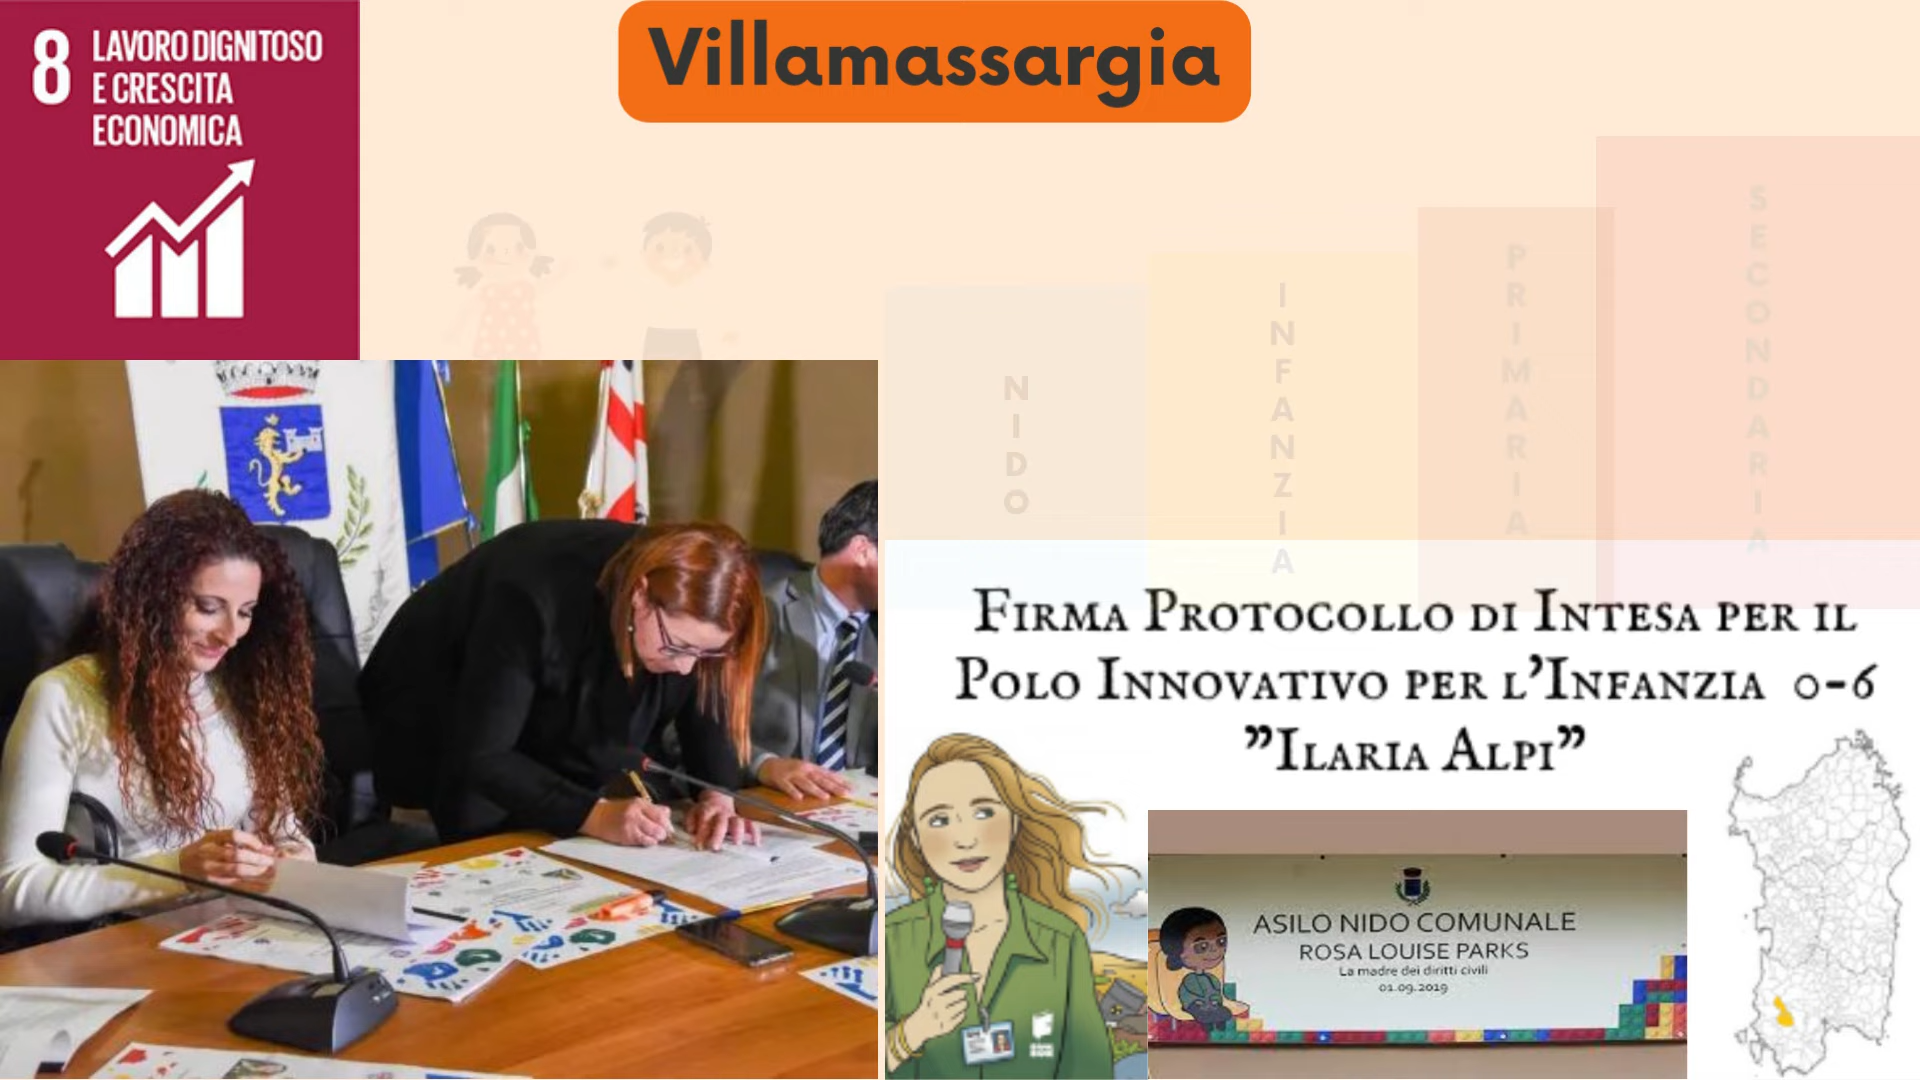 8 LAVORO DIGNITOSO
E CRESCITA
ECONOMICA
Villamassargia
NIDO
INFANZIA
PRIMARIA
SECONDARIA
Firma Protocollo di Intesa per il
Polo Innovativo per l'Infanzia 0-6
"Ilaria Alpi"
ASILO NIDO COMUNALE
ROSA LOUISE PARKS
La madre dei diritti civili
01.09.2019